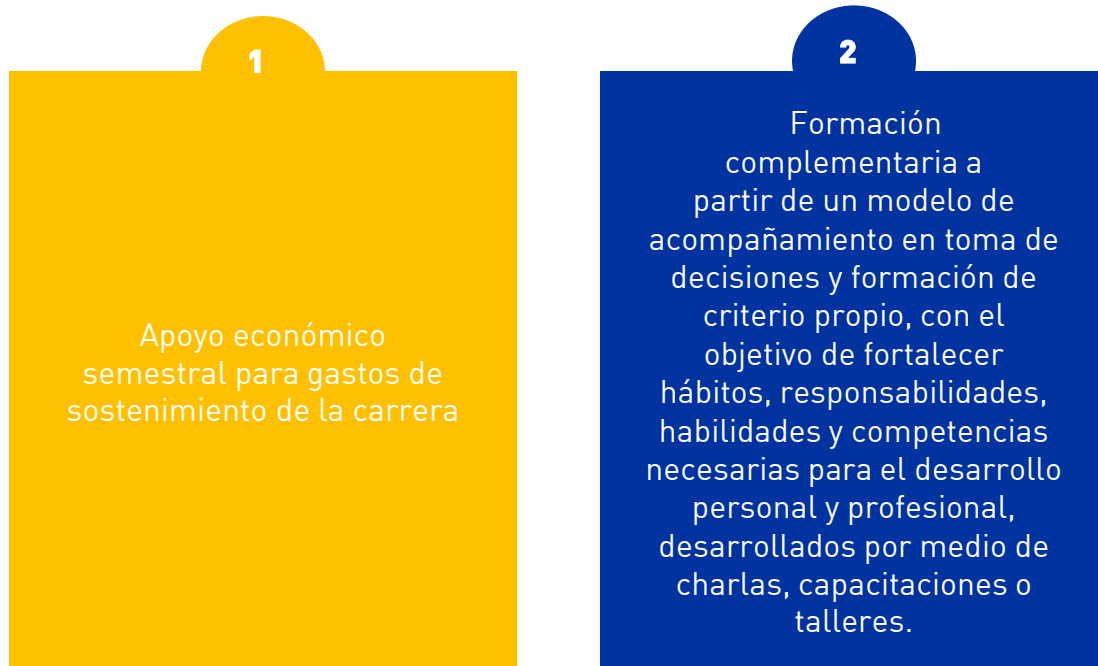 1
Apoyo económico
semestral para gastos de
sostenimiento de la carrera
2
Formación
complementaria a
partir de un modelo de
acompañamiento en toma de
decisiones y formación de
criterio propio, con el
objetivo de fortalecer
hábitos, responsabilidades,
habilidades y competencias
necesarias para el desarrollo
personal y profesional,
desarrollados por medio de
charlas, capacitaciones o
talleres.